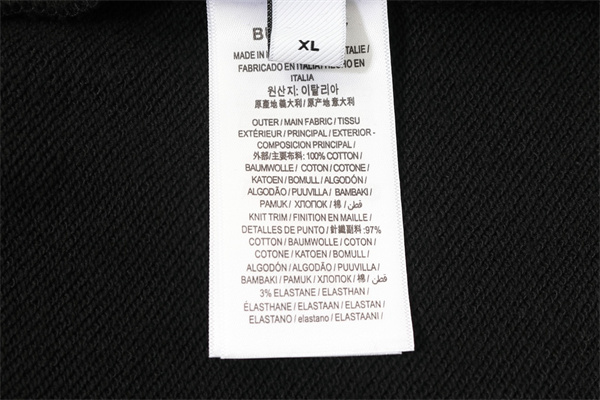 XL
MADE IN
FABRICADO EN ITALIA / HECHO EN
ITALIA
원산지: 이탈리아
原產地 義大利 / 原产地 意大利
OUTER / MAIN FABRIC / TISSU
EXTÉRIEUR / PRINCIPAL / EXTERIOR -
COMPOSICION PRINCIPAL /
外部/主要布料: 100% COTTON /
BAUMWOLLE / COTON / COTONE /
KATOEN / BOMULL / ALGODÓN /
ALGODÃO / PUUVILLA / BAMBAKI /
PAMUK / ХЛОПОК / 棉 / قطن /
KNIT TRIM / FINITION EN MAILLE /
DETALLES DE PUNTO / 針織副料 : 97%
COTTON / BAUMWOLLE / COTON /
COTONE / KATOEN / BOMULL /
ALGODÓN / ALGODÃO / PUUVILLA /
BAMBAKI / PAMUK / ХЛОПОК / 棉 / قطن
3% ELASTANE / ELASTHAN /
ÉLASTHANE / ELASTAAN / ELASTAN /
ELASTANO / elastano / ELASTAANI /